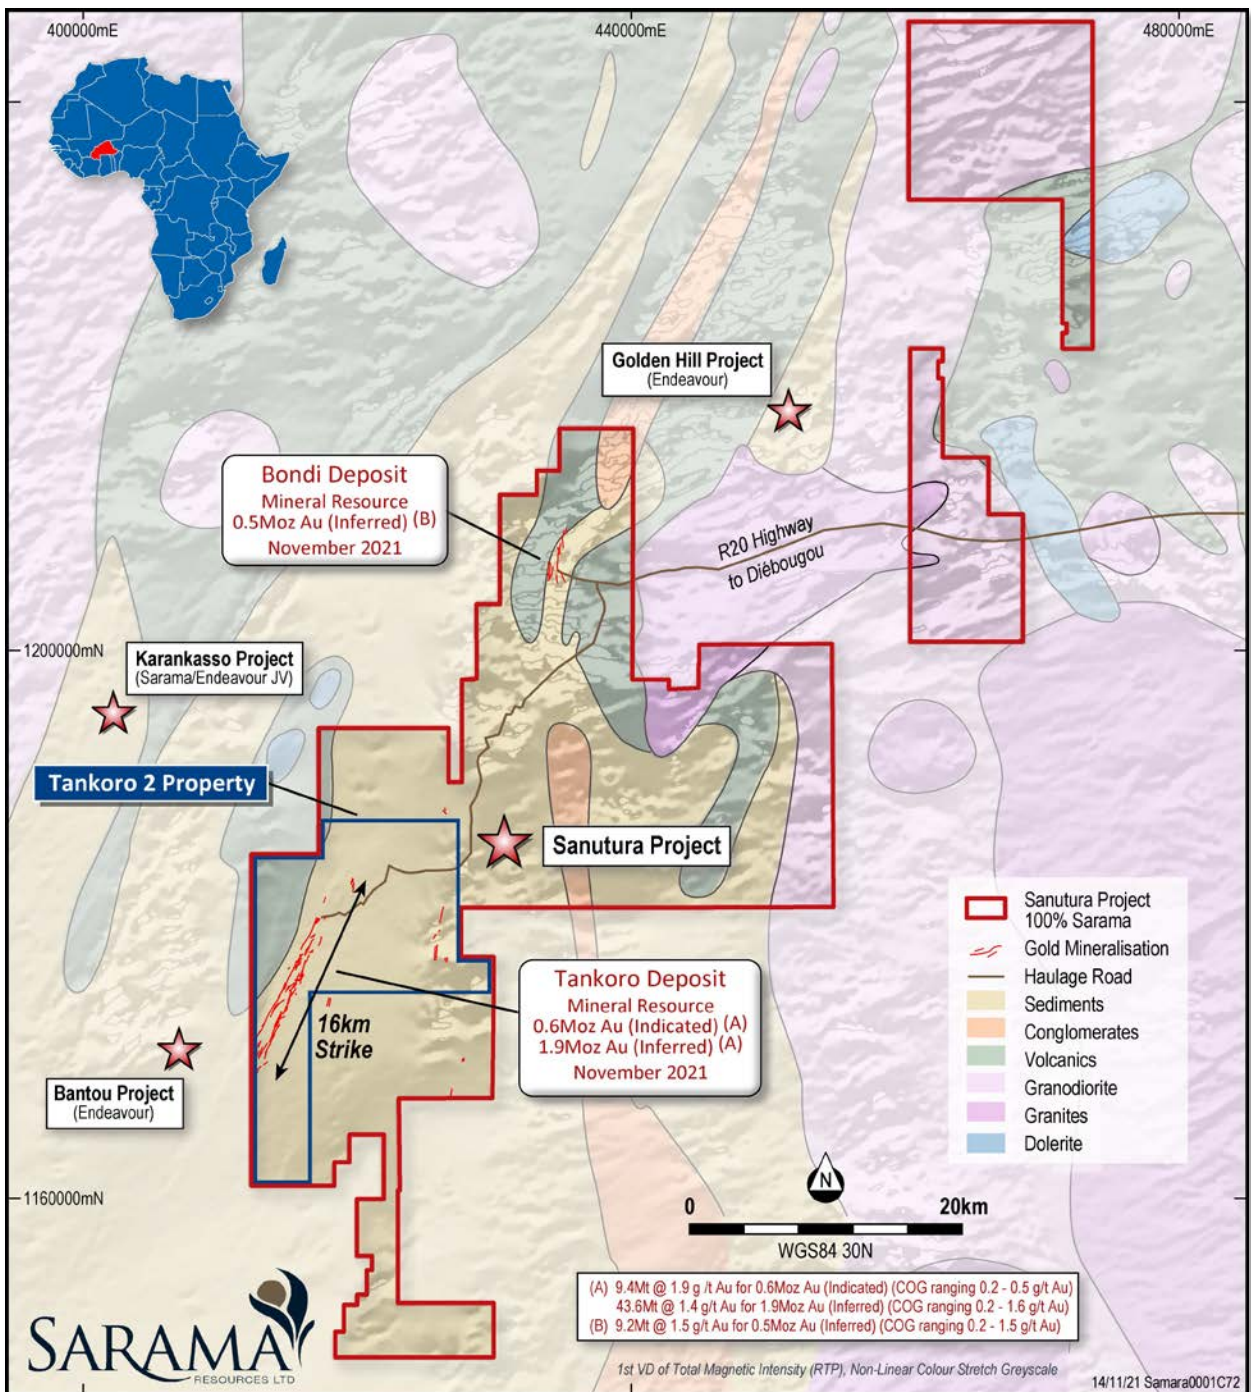 400000mE
440000mE
480000mE
Golden Hill Project
(Endeavour)
Bondi Deposit
Mineral Resource
0.5Moz Au (Inferred) (B)
November 2021
R20 Highway
to Diébougou
1200000mN
Karankasso Project
(Sarama/Endeavour JV)
Tankoro 2 Property
Sanutura Project
Tankoro Deposit
Mineral Resource
0.6Moz Au (Indicated) (A)
1.9Moz Au (Inferred) (A)
November 2021
16km
Strike
Bantou Project
(Endeavour)
Sanutura Project
100% Sarama
Gold Mineralisation
Haulage Road
Sediments
Conglomerates
Volcanics
Granodiorite
Granites
Dolerite
1160000mN
N
0
20km
WGS84 30N
(A) 9.4Mt @ 1.9 g /t Au for 0.6Moz Au (Indicated) (COG ranging 0.2 - 0.5 g/t Au)
43.6Mt @ 1.4 g/t Au for 1.9Moz Au (Inferred) (COG ranging 0.2 - 1.6 g/t Au)
(B) 9.2Mt @ 1.5 g/t Au for 0.5Moz Au (Inferred) (COG ranging 0.2 - 1.5 g/t Au)
SARAMA
RESOURCES LTD
1st VD of Total Magnetic Intensity (RTP), Non-Linear Colour Stretch Greyscale
14/11/21 Samara0001C72